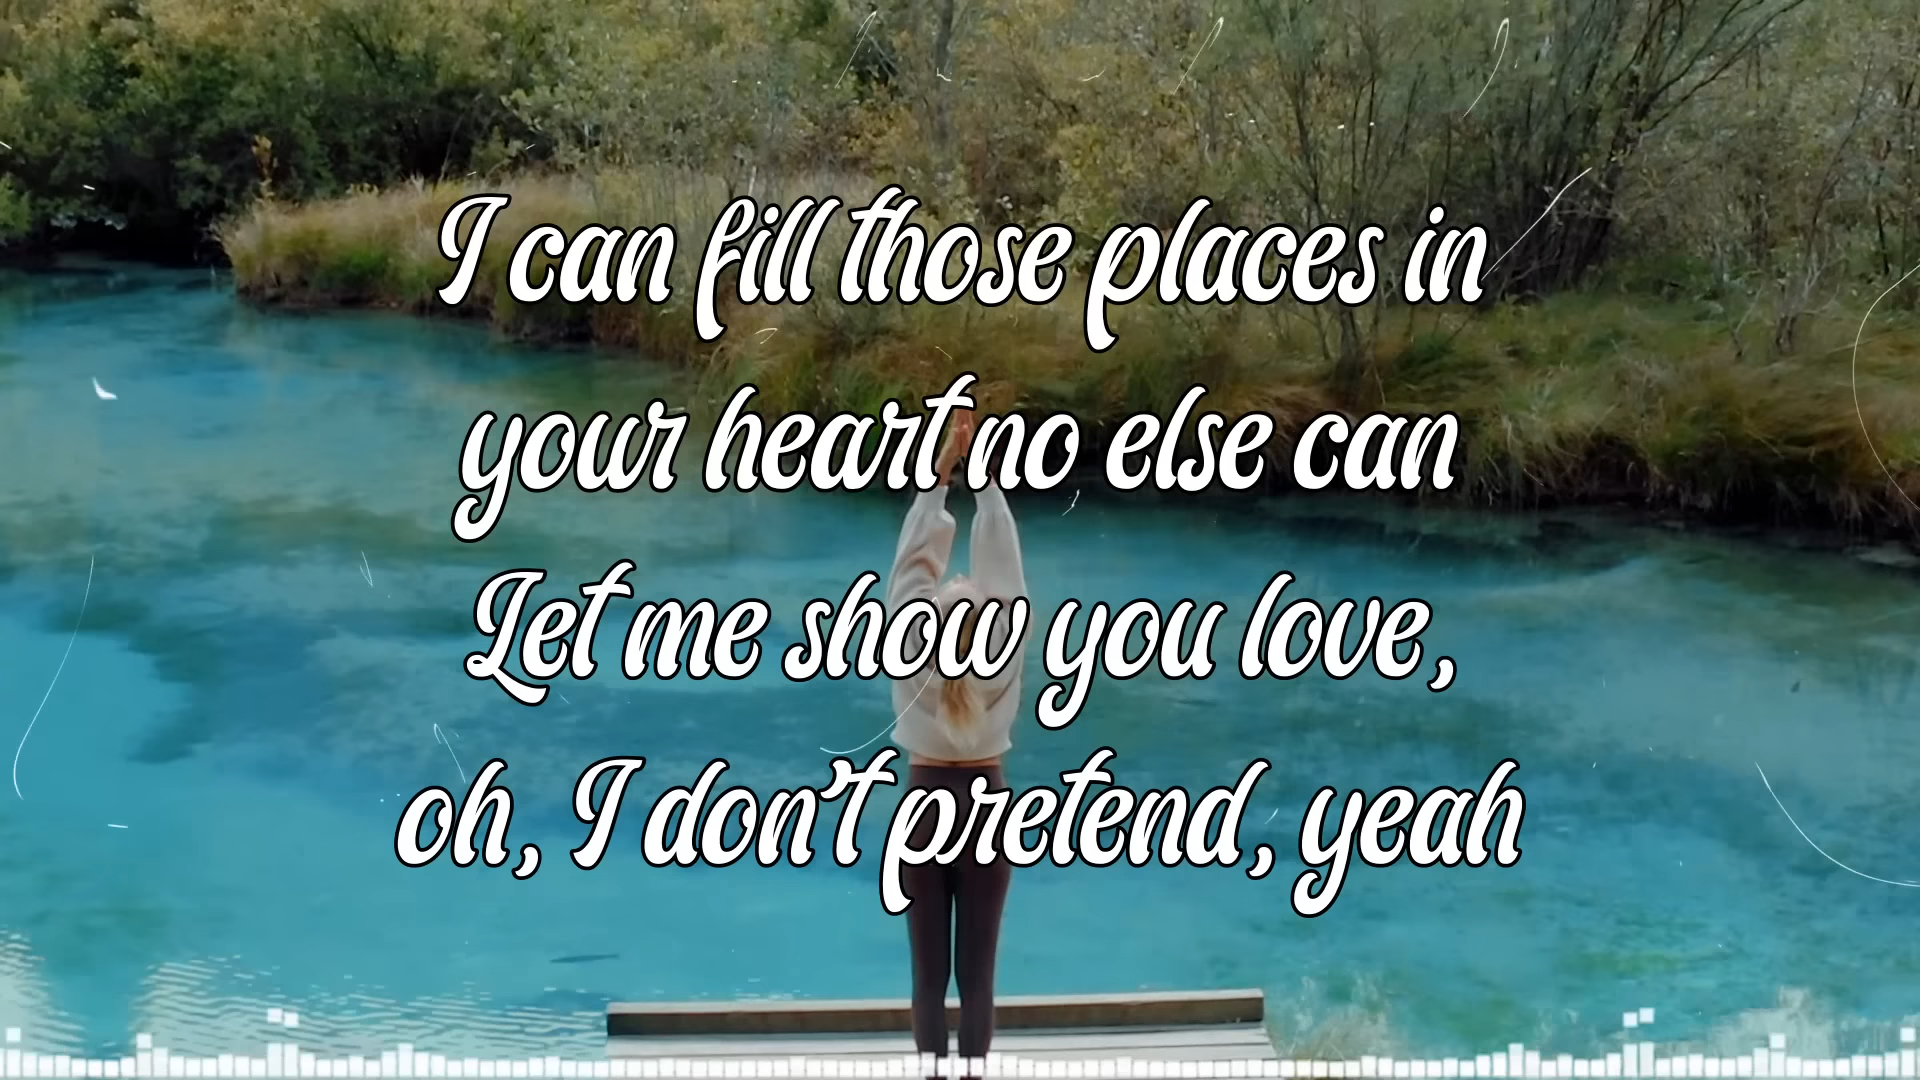 I can fill those places in
your heart no else can
Let me show you love,
oh, I don't pretend, yeah